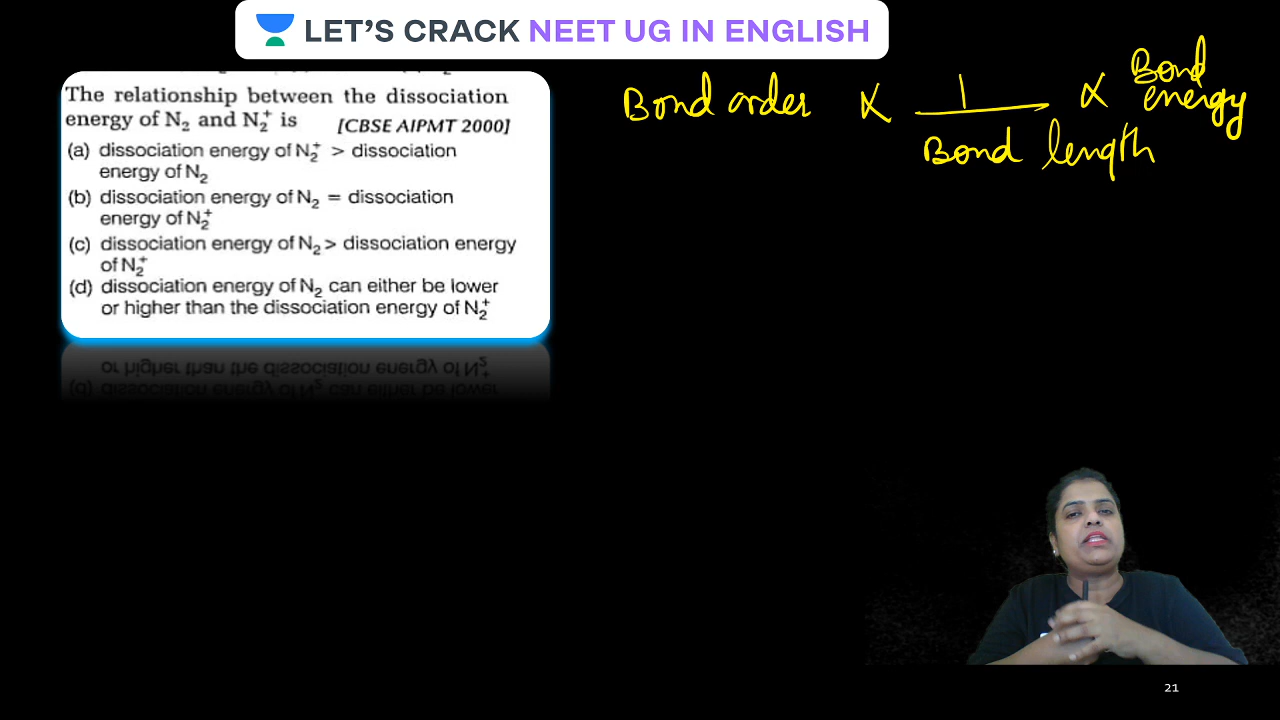 LET'S CRACK NEET UG IN ENGLISH
The relationship between the dissociation
energy of N₂ and N₂⁺ is [CBSE AIPMT 2000]
(a) dissociation energy of N₂⁺ > dissociation
energy of N₂
(b) dissociation energy of N₂ = dissociation
energy of N₂⁺
(c) dissociation energy of N₂ > dissociation energy
of N₂⁺
(d) dissociation energy of N₂ can either be lower
or higher than the dissociation energy of N₂⁺
Bond order ∝ 1 / Bond length ∝ Bond energy
21